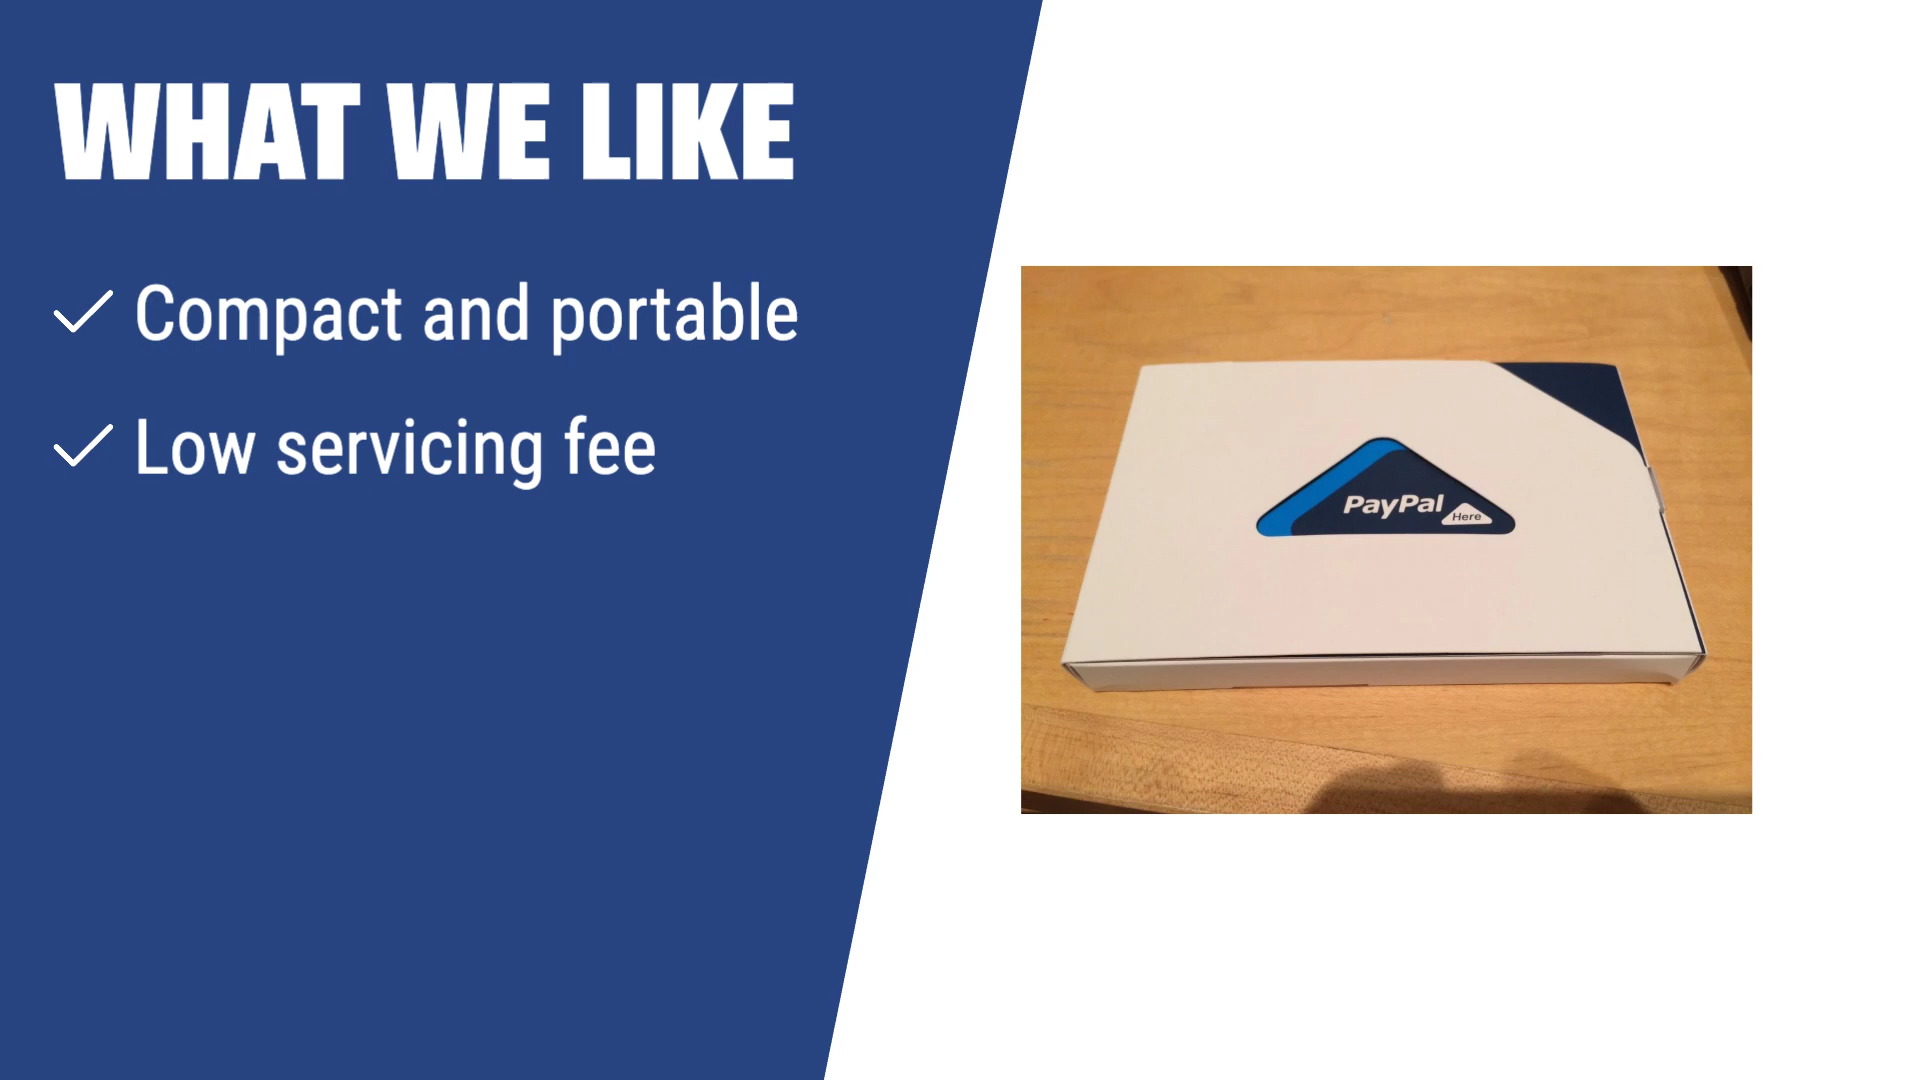 WHAT WE LIKE
Compact and portable
Low servicing fee
PayPal
Here